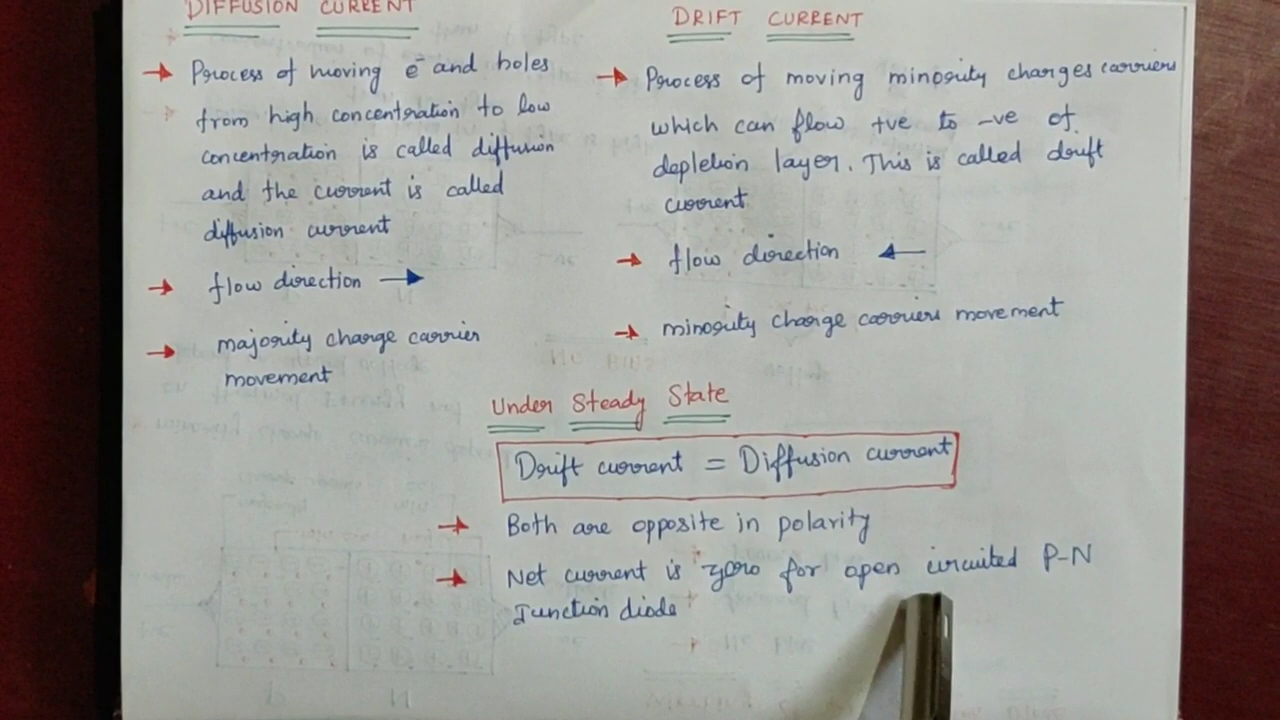 DIFFUSION CURRENT
→ Process of moving e⁻ and holes
from high concentration to low
concentration is called diffusion
and the current is called
diffusion current
→ flow direction →
→ majority charge carrier
movement
DRIFT CURRENT
→ Process of moving minority charges carriers
which can flow +ve to -ve of
depletion layer. This is called drift
current
→ flow direction ←
→ minority charge carriers movement
Under Steady State
Drift current = Diffusion current
→ Both are opposite in polarity
→ Net current is zero for open circuited P-N
Junction diode